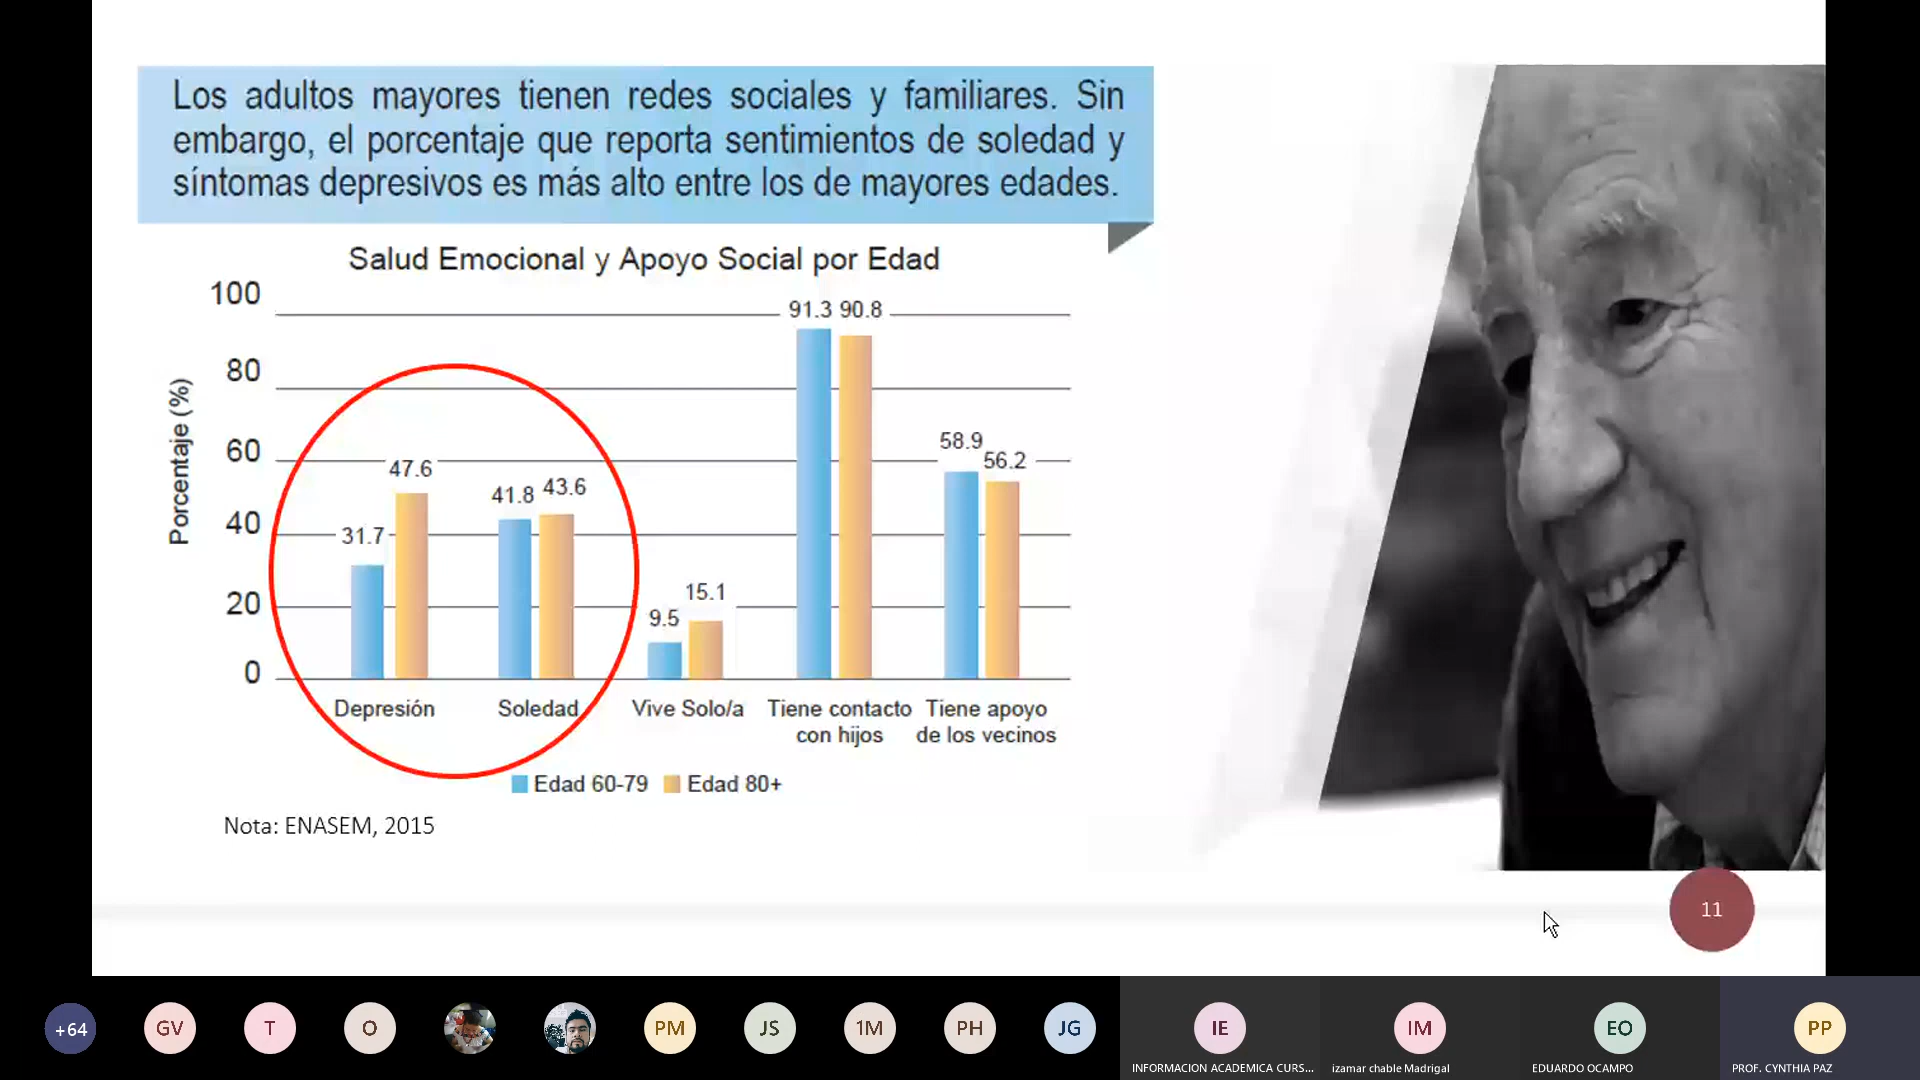 Los adultos mayores tienen redes sociales y familiares. Sin
embargo, el porcentaje que reporta sentimientos de soledad y
síntomas depresivos es más alto entre los de mayores edades.
Salud Emocional y Apoyo Social por Edad
Porcentaje (%)
100
80
60
40
20
0
31.7
47.6
41.8
43.6
9.5
15.1
91.3
90.8
58.9
56.2
Depresión
Soledad
Vive Solo/a
Tiene contacto
con hijos
Tiene apoyo
de los vecinos
Edad 60-79
Edad 80+
Nota: ENASEM, 2015
11
+64
GV
T
O
PM
JS
1M
PH
JG
IE
INFORMACION ACADEMICA CURS...
IM
izamar chable Madrigal
EO
EDUARDO OCAMPO
PP
PROF. CYNTHIA PAZ